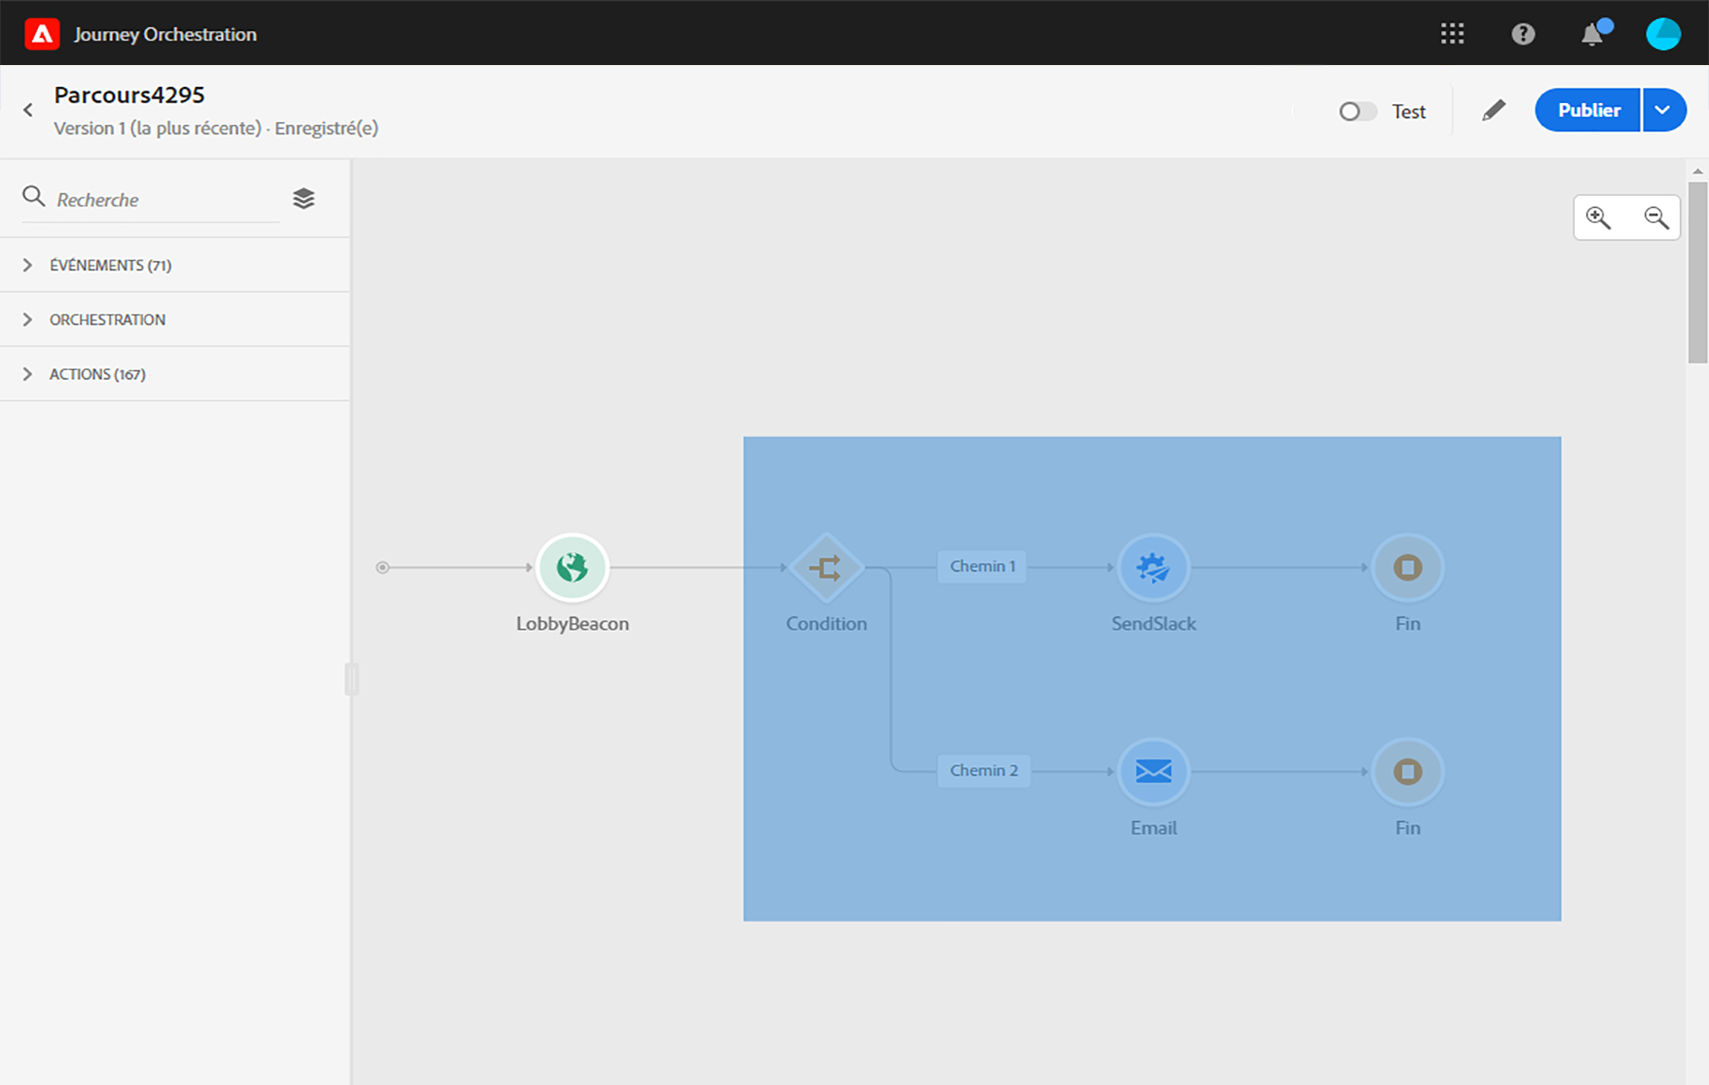 Journey Orchestration
Parcours4295
Version 1 (la plus récente) · Enregistré(e)
Test
Publier
Recherche
ÉVÉNEMENTS (71)
ORCHESTRATION
ACTIONS (167)
Chemin 1
LobbyBeacon
Condition
SendSlack
Fin
Chemin 2
Email
Fin